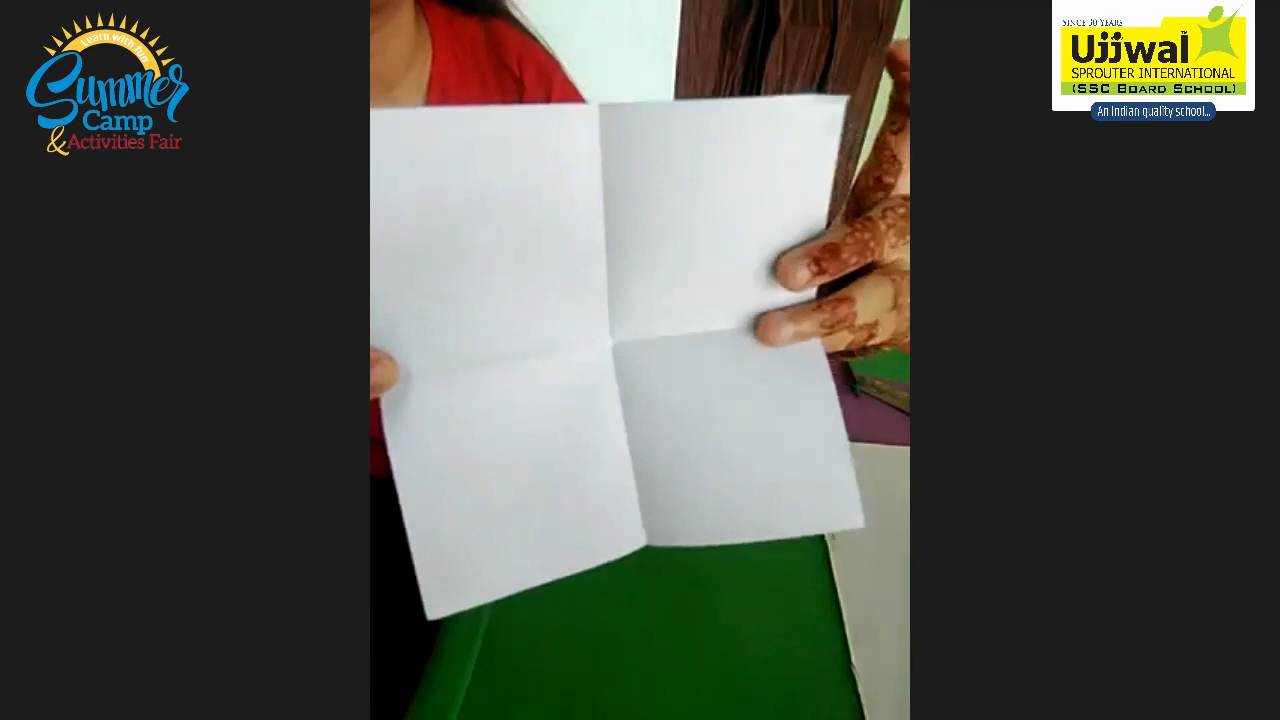 Learn with fun
Summer
Camp
& Activities Fair
SINCE 30 YEARS
Ujjwal
SPROUTER INTERNATIONAL
(SSC BOARD SCHOOL)
An Indian quality school...